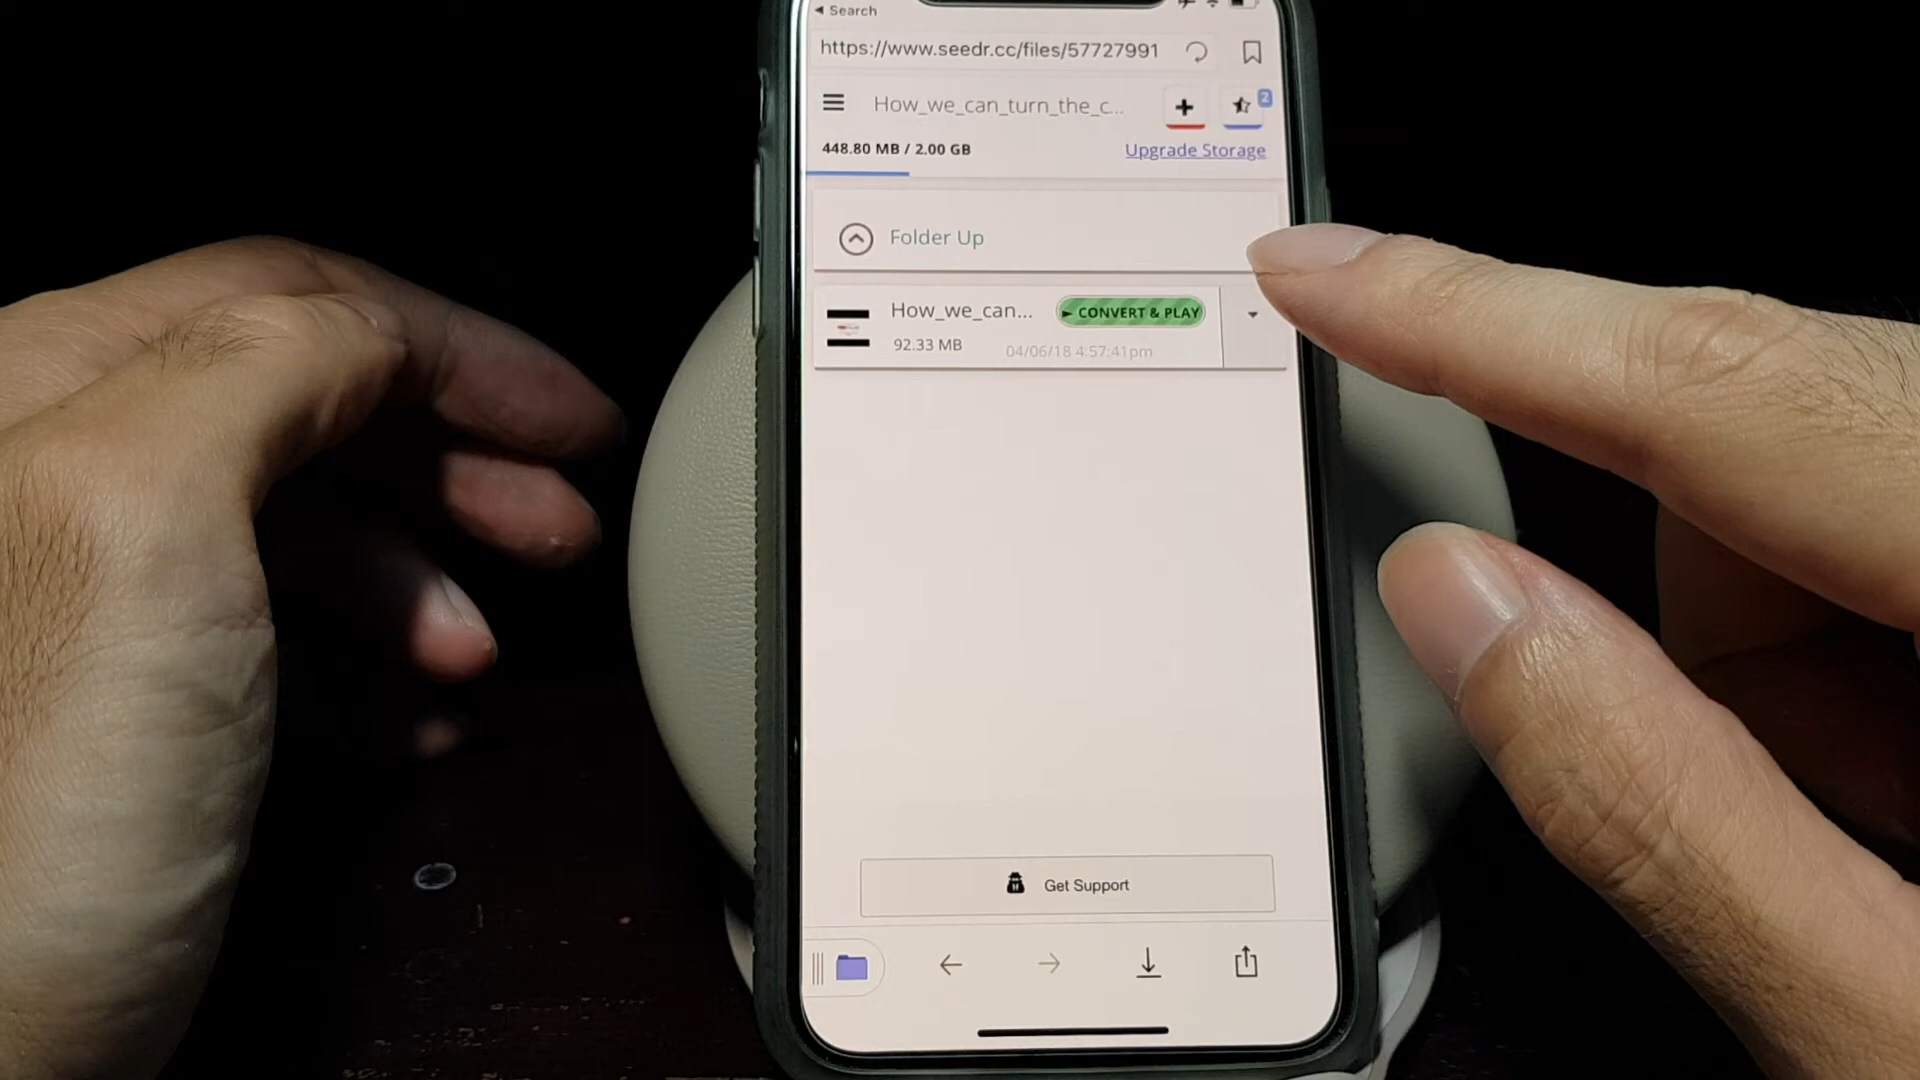 ◀ Search
https://www.seedr.cc/files/57727991
How_we_can_turn_the_c...
2
448.80 MB / 2.00 GB
Upgrade Storage
Folder Up
How_we_can...
CONVERT & PLAY
92.33 MB
04/06/18 4:57:41pm
Get Support